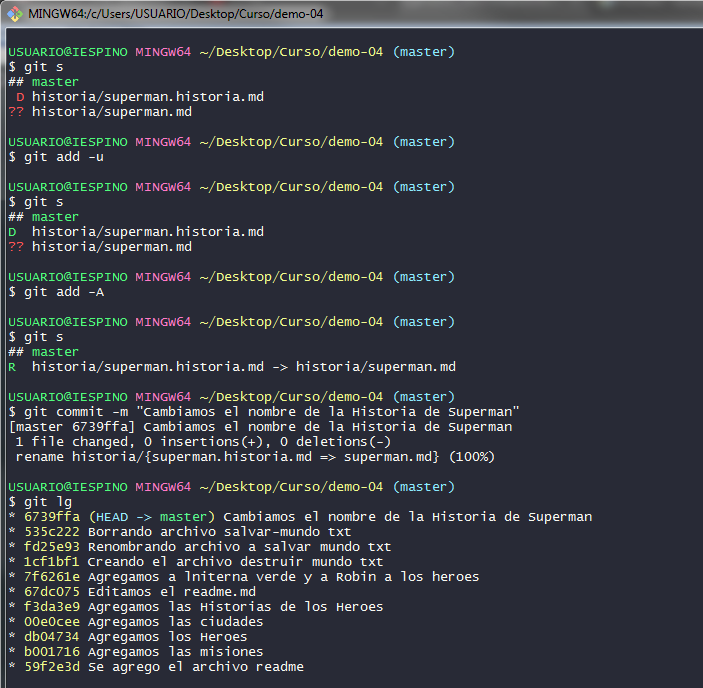 MINGW64:/c/Users/USUARIO/Desktop/Curso/demo-04
USUARIO@IESPINO MINGW64 ~/Desktop/Curso/demo-04 (master)
$ git s
## master
 D historia/superman.historia.md
?? historia/superman.md
USUARIO@IESPINO MINGW64 ~/Desktop/Curso/demo-04 (master)
$ git add -u
USUARIO@IESPINO MINGW64 ~/Desktop/Curso/demo-04 (master)
$ git s
## master
D  historia/superman.historia.md
?? historia/superman.md
USUARIO@IESPINO MINGW64 ~/Desktop/Curso/demo-04 (master)
$ git add -A
USUARIO@IESPINO MINGW64 ~/Desktop/Curso/demo-04 (master)
$ git s
## master
R  historia/superman.historia.md -> historia/superman.md
USUARIO@IESPINO MINGW64 ~/Desktop/Curso/demo-04 (master)
$ git commit -m "Cambiamos el nombre de la Historia de Superman"
[master 6739ffa] Cambiamos el nombre de la Historia de Superman
 1 file changed, 0 insertions(+), 0 deletions(-)
 rename historia/{superman.historia.md => superman.md} (100%)
USUARIO@IESPINO MINGW64 ~/Desktop/Curso/demo-04 (master)
$ git lg
* 6739ffa (HEAD -> master) Cambiamos el nombre de la Historia de Superman
* 535c222 Borrando archivo salvar-mundo txt
* fd25e93 Renombrando archivo a salvar mundo txt
* 1cf1bf1 Creando el archivo destruir mundo txt
* 7f6261e Agregamos a lniterna verde y a Robin a los heroes
* 67dc075 Editamos el readme.md
* f3da3e9 Agregamos las Historias de los Heroes
* 00e0cee Agregamos las ciudades
* db04734 Agregamos los Heroes
* b001716 Agregamos las misiones
* 59f2e3d Se agrego el archivo readme